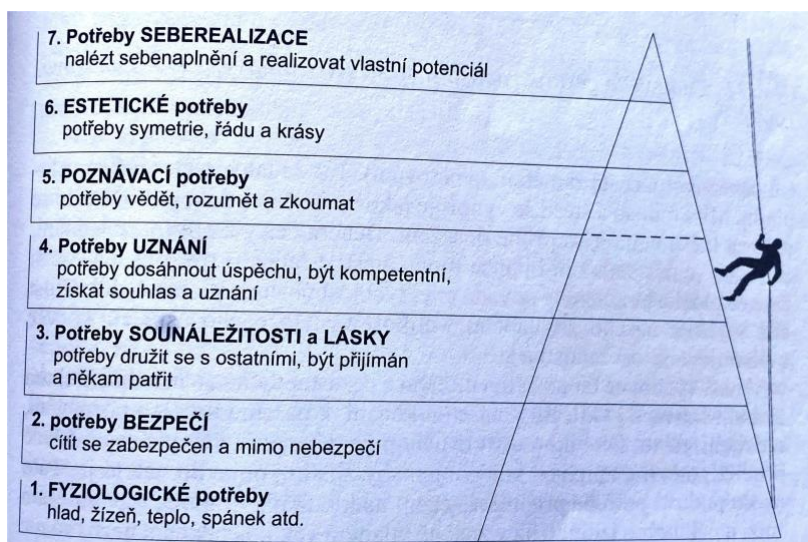 7. Potřeby SEBEREALIZACE
nalézt sebenaplnění a realizovat vlastní potenciál
6. ESTETICKÉ potřeby
potřeby symetrie, řádu a krásy
5. POZNÁVACÍ potřeby
potřeby vědět, rozumět a zkoumat
4. Potřeby UZNÁNÍ
potřeby dosáhnout úspěchu, být kompetentní,
získat souhlas a uznání
3. Potřeby SOUNÁLEŽITOSTI a LÁSKY
potřeby družit se s ostatními, být přijímán
a někam patřit
2. potřeby BEZPEČÍ
cítit se zabezpečen a mimo nebezpečí
1. FYZIOLOGICKÉ potřeby
hlad, žízeň, teplo, spánek atd.